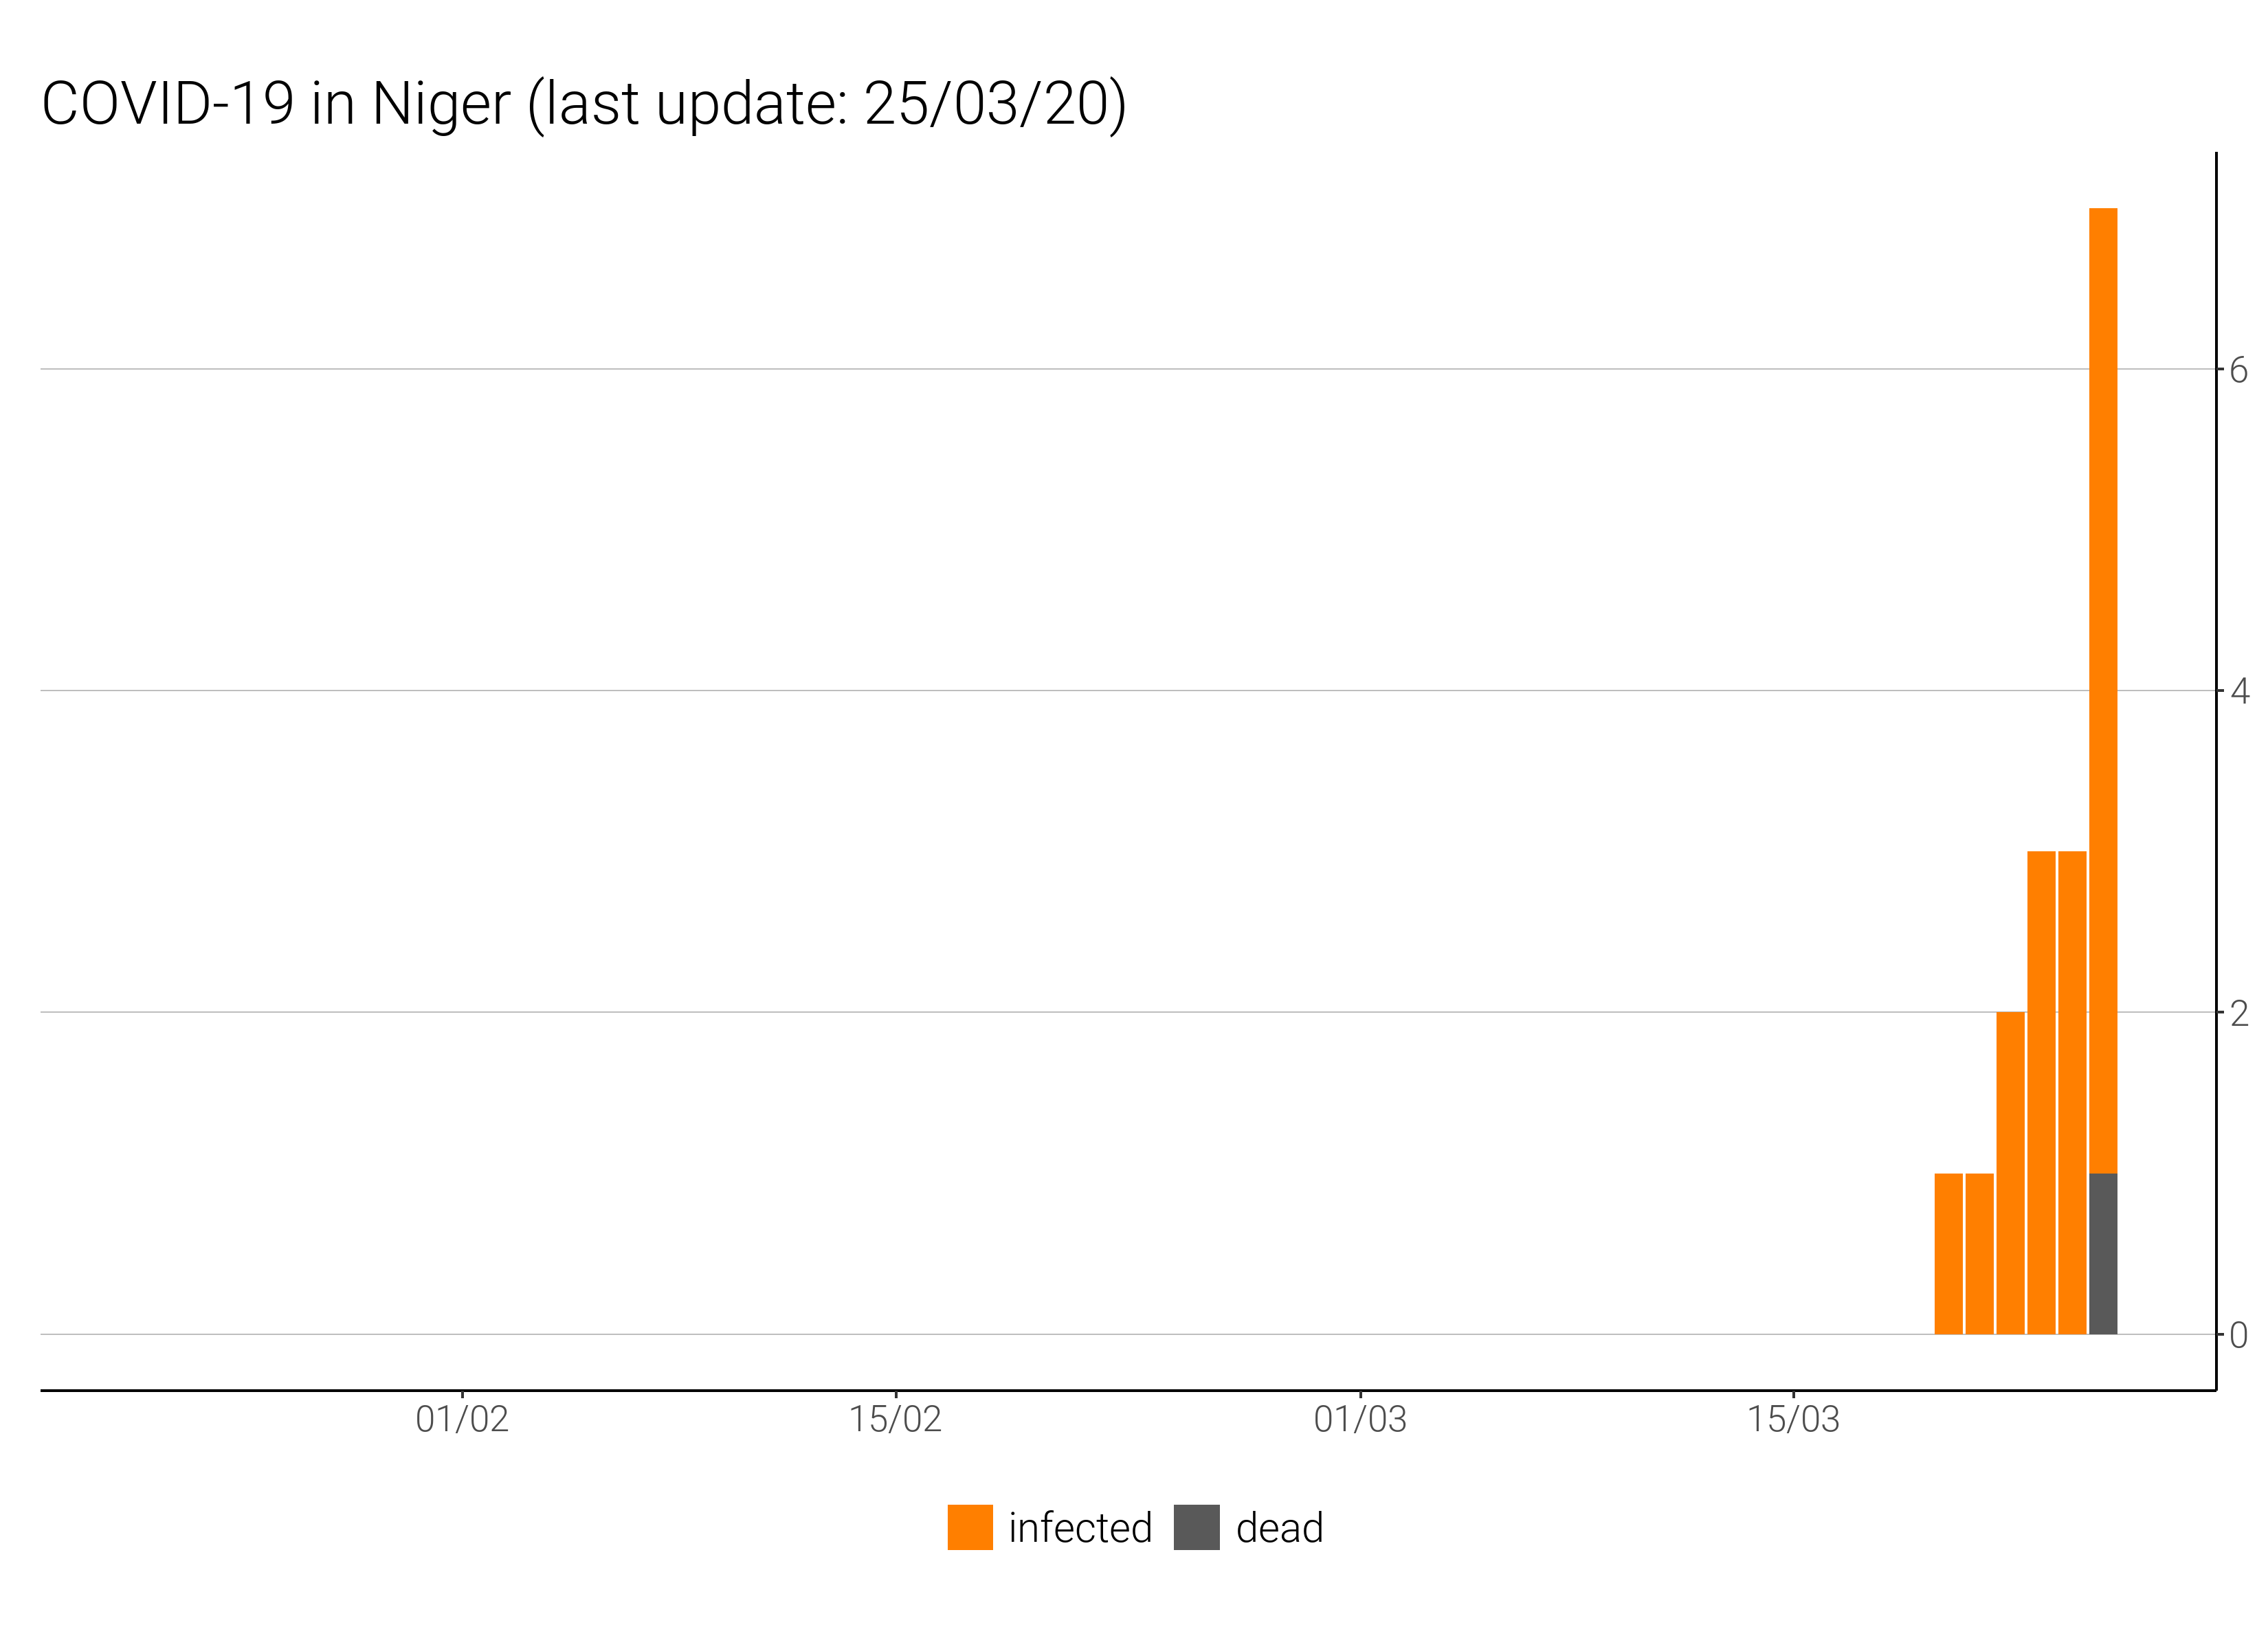 COVID-19 in Niger (last update: 25/03/20)
6
4
2
0
01/02 15/02 01/03 15/03
infected dead